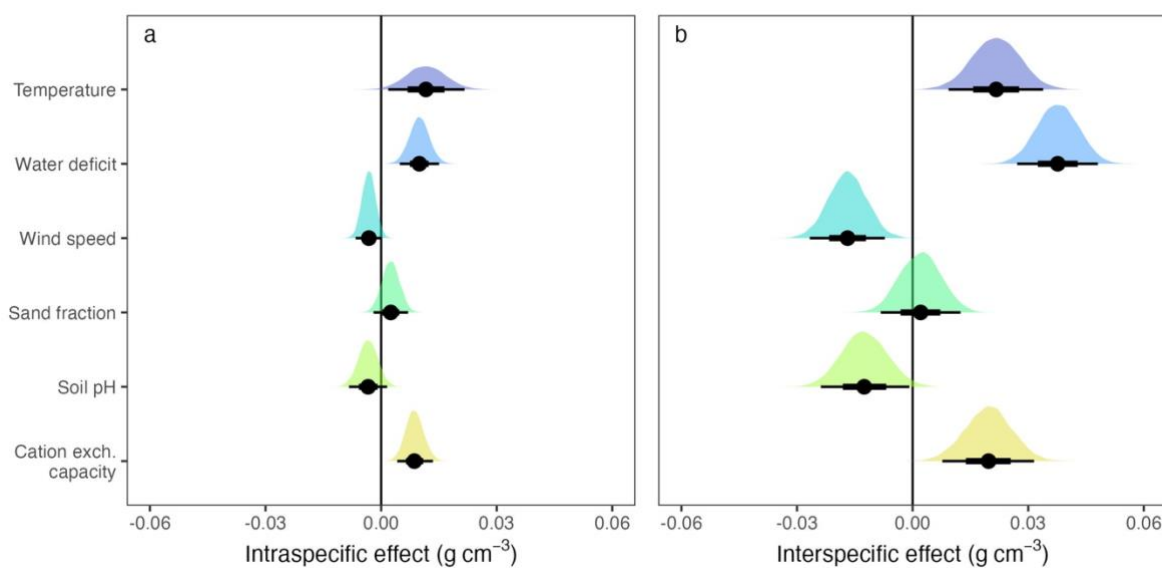 a
b
Temperature
Water deficit
Wind speed
Sand fraction
Soil pH
Cation exch.
capacity
-0.06 -0.03 0.00 0.03 0.06
-0.06 -0.03 0.00 0.03 0.06
Intraspecific effect (g cm⁻³)
Interspecific effect (g cm⁻³)